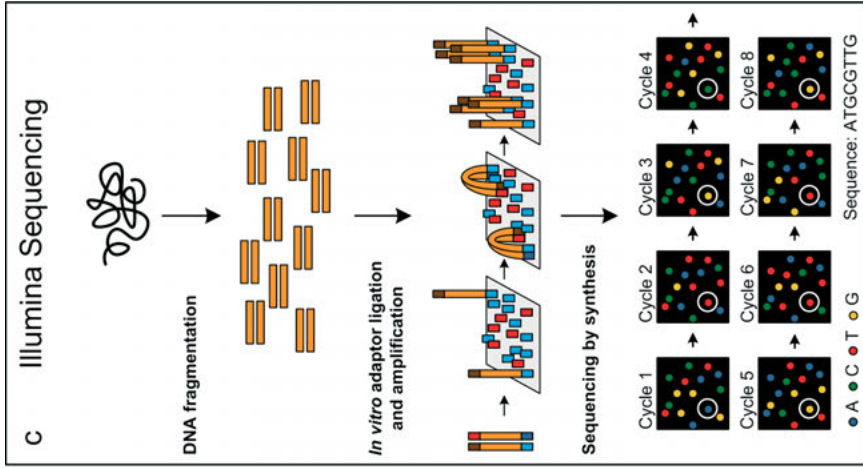 C Illumina Sequencing
DNA fragmentation
In vitro adaptor ligation
and amplification
Sequencing by synthesis
Cycle 1 Cycle 2 Cycle 3 Cycle 4
Cycle 5 Cycle 6 Cycle 7 Cycle 8
A C T G Sequence: ATGCGTTG